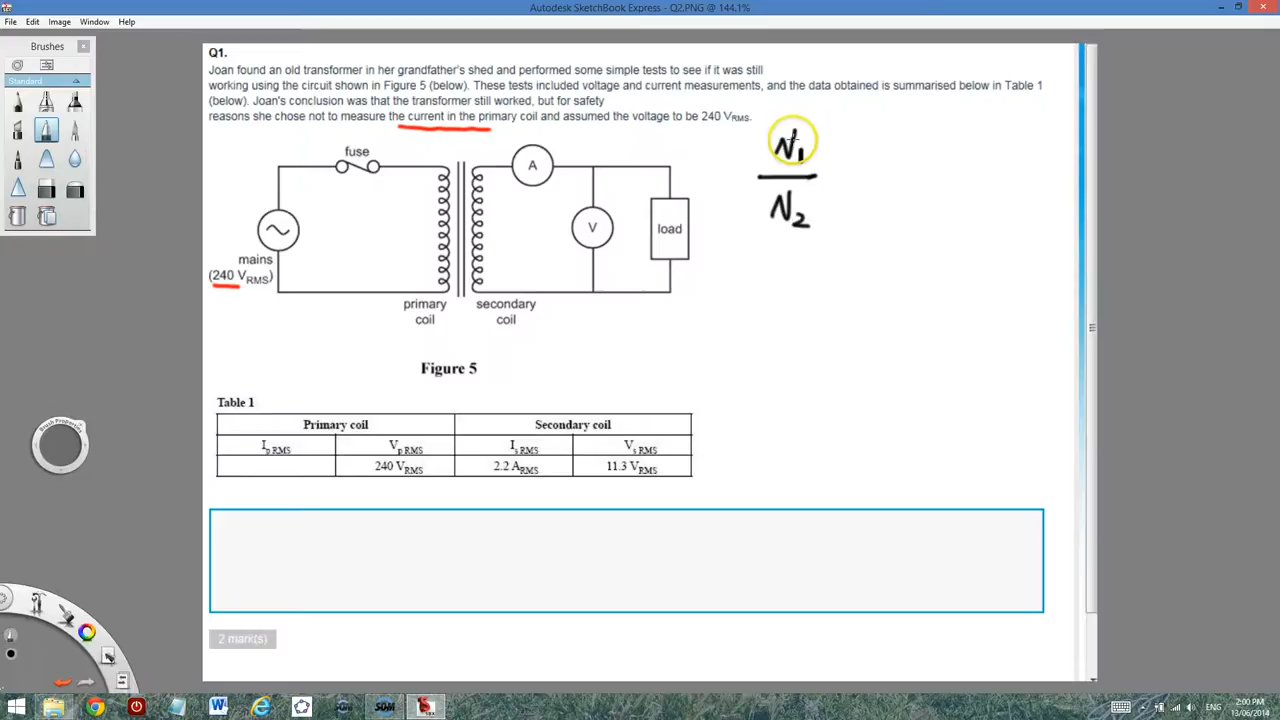 Autodesk SketchBook Express - Q2.PNG @ 144.1%
File Edit Image Window Help
Brushes
Standard
Q1.
Joan found an old transformer in her grandfather's shed and performed some simple tests to see if it was still
working using the circuit shown in Figure 5 (below). These tests included voltage and current measurements, and the data obtained is summarised below in Table 1
(below). Joan's conclusion was that the transformer still worked, but for safety
reasons she chose not to measure the current in the primary coil and assumed the voltage to be 240 VRMS.
N1
N2
fuse
A
V
load
mains
(240 VRMS)
primary
coil
secondary
coil
Figure 5
Table 1
Primary coil Secondary coil
Ip RMS Vp RMS Is RMS Vs RMS
240 VRMS 2.2 ARMS 11.3 VRMS
2 mark(s)
Brush Properties
ENG
2:00 PM
13/06/2014